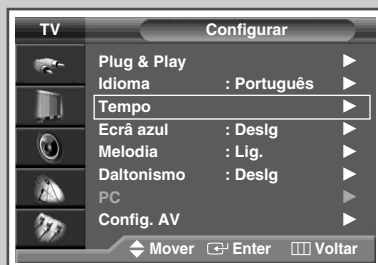 TV Configurar
Plug & Play
Idioma : Português
Tempo
Ecrâ azul : Deslg
Melodia : Lig.
Daltonismo : Deslg
PC
Config. AV
Mover Enter Voltar